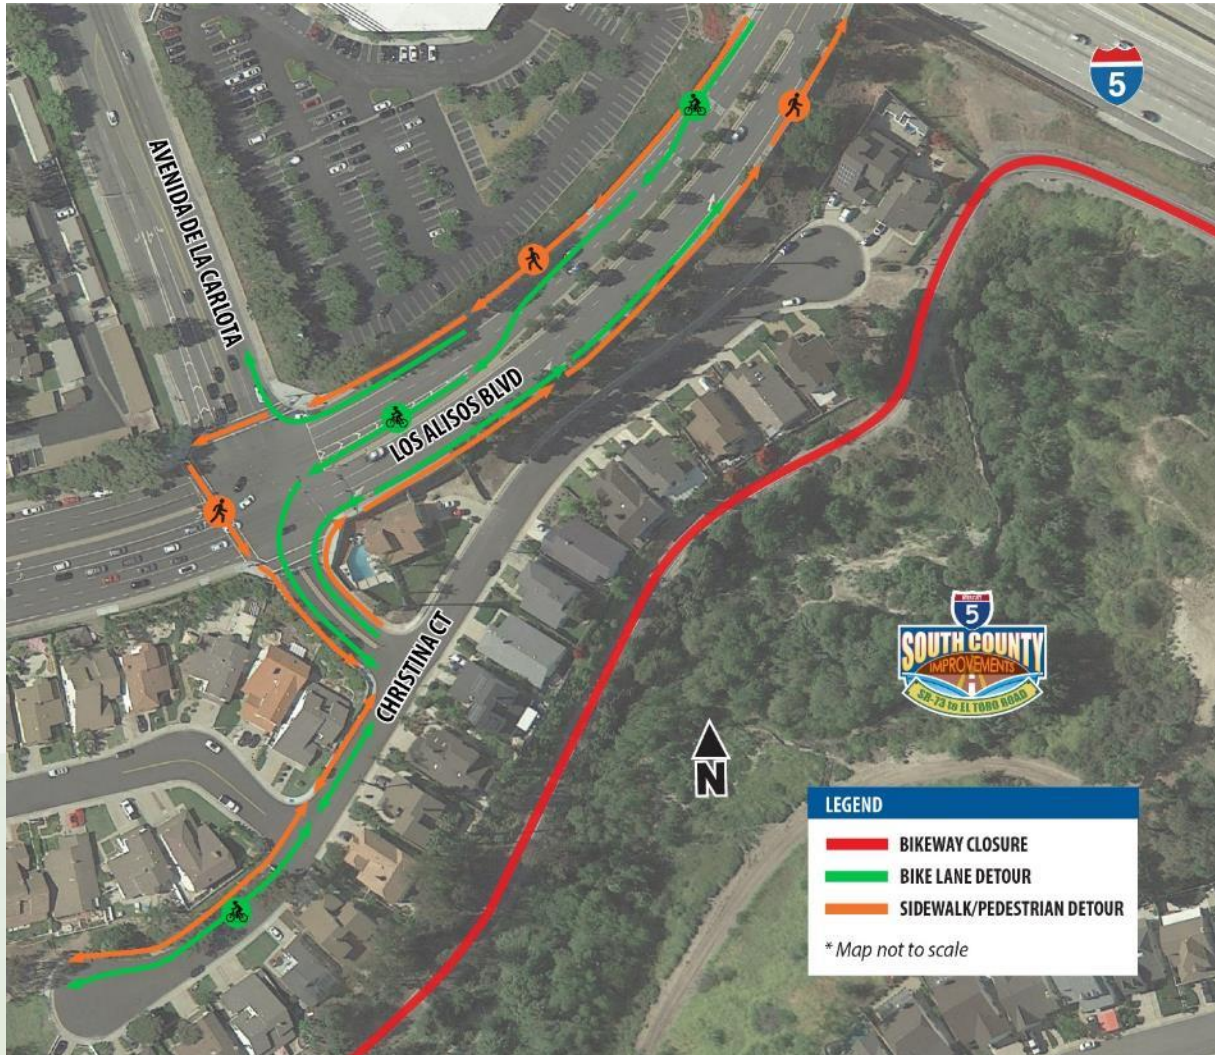 5
AVENIDA DE LA CARLOTA
LOS ALISOS BLVD
CHRISTINA CT
INTERSTATE
5
SOUTH COUNTY
IMPROVEMENTS
SR-73 to EL TORO ROAD
N
LEGEND
BIKEWAY CLOSURE
BIKE LANE DETOUR
SIDEWALK/PEDESTRIAN DETOUR
* Map not to scale